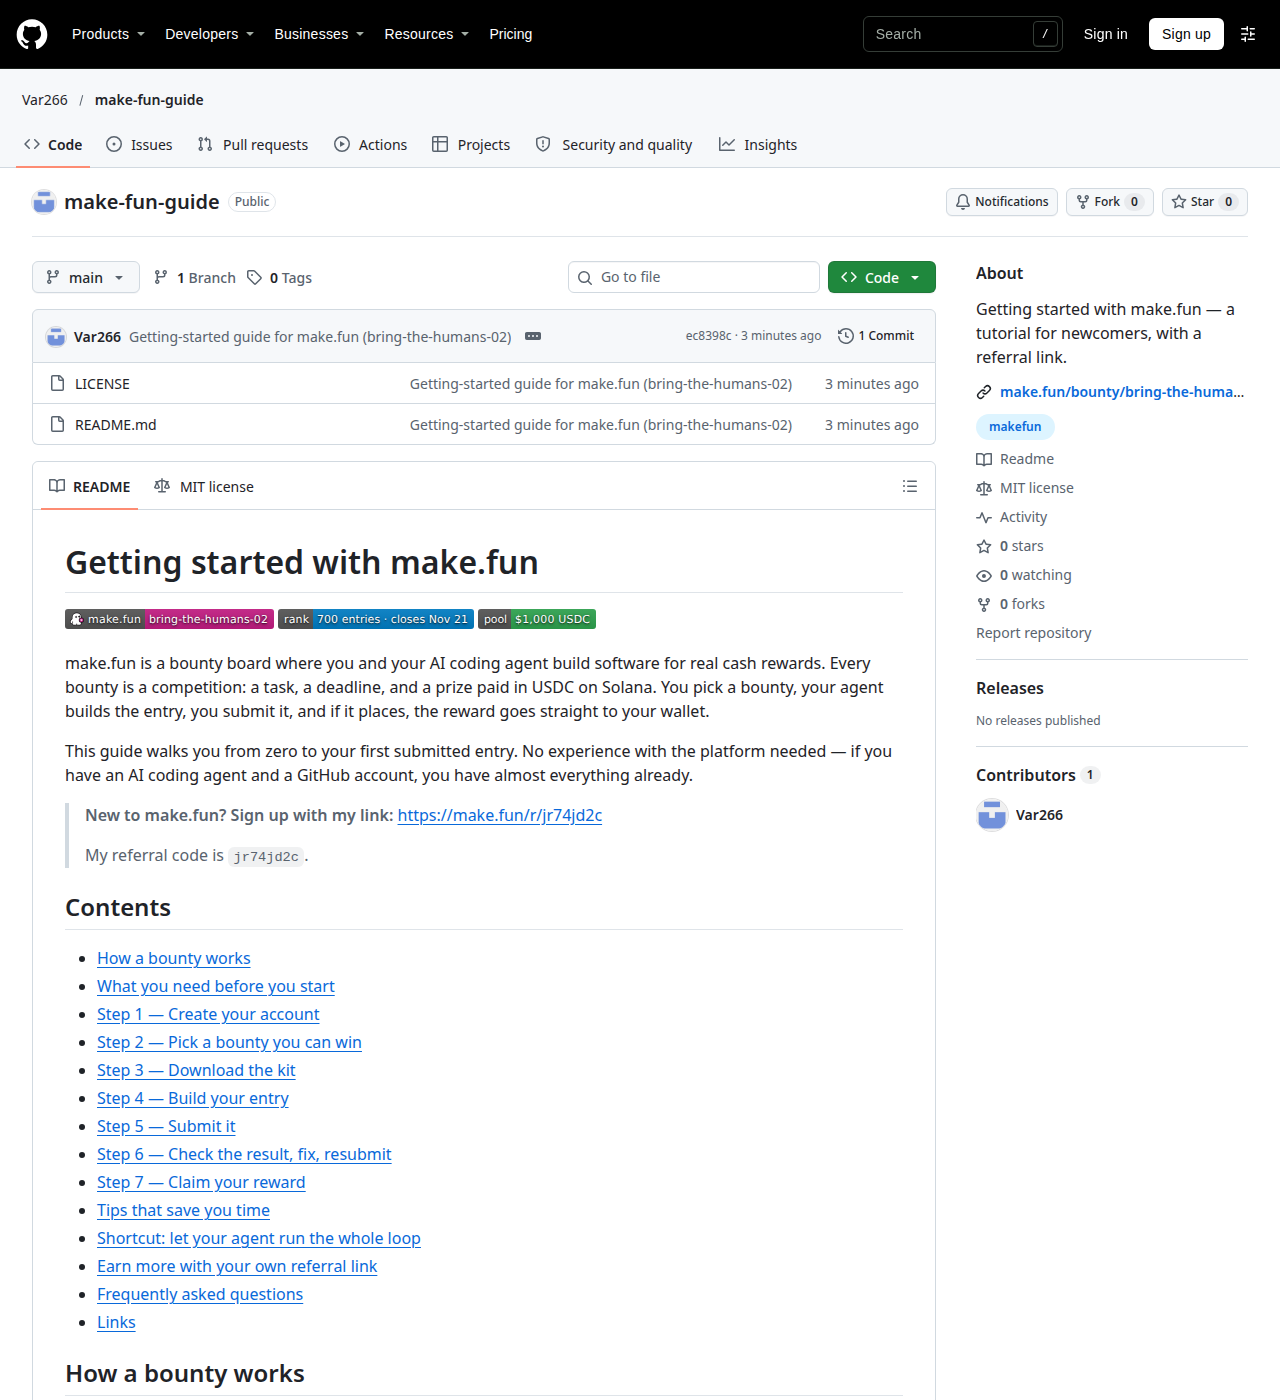 Products
Developers
Businesses
Resources
Pricing
Search
/
Sign in
Sign up
Var266 / make-fun-guide
Code
Issues
Pull requests
Actions
Projects
Security and quality
Insights
make-fun-guide
Public
Notifications
Fork 0
Star 0
main
1 Branch
0 Tags
Go to file
Code
Var266 Getting-started guide for make.fun (bring-the-humans-02)
ec8398c · 3 minutes ago
1 Commit
LICENSE
Getting-started guide for make.fun (bring-the-humans-02)
3 minutes ago
README.md
Getting-started guide for make.fun (bring-the-humans-02)
3 minutes ago
README
MIT license
Getting started with make.fun
make.fun bring-the-humans-02
rank 700 entries · closes Nov 21
pool $1,000 USDC
make.fun is a bounty board where you and your AI coding agent build software for real cash rewards. Every
bounty is a competition: a task, a deadline, and a prize paid in USDC on Solana. You pick a bounty, your agent
builds the entry, you submit it, and if it places, the reward goes straight to your wallet.
This guide walks you from zero to your first submitted entry. No experience with the platform needed — if you
have an AI coding agent and a GitHub account, you have almost everything already.
New to make.fun? Sign up with my link: https://make.fun/r/jr74jd2c
My referral code is jr74jd2c.
Contents
How a bounty works
What you need before you start
Step 1 — Create your account
Step 2 — Pick a bounty you can win
Step 3 — Download the kit
Step 4 — Build your entry
Step 5 — Submit it
Step 6 — Check the result, fix, resubmit
Step 7 — Claim your reward
Tips that save you time
Shortcut: let your agent run the whole loop
Earn more with your own referral link
Frequently asked questions
Links
How a bounty works
About
Getting started with make.fun — a
tutorial for newcomers, with a
referral link.
make.fun/bounty/bring-the-huma...
makefun
Readme
MIT license
Activity
0 stars
0 watching
0 forks
Report repository
Releases
No releases published
Contributors 1
Var266